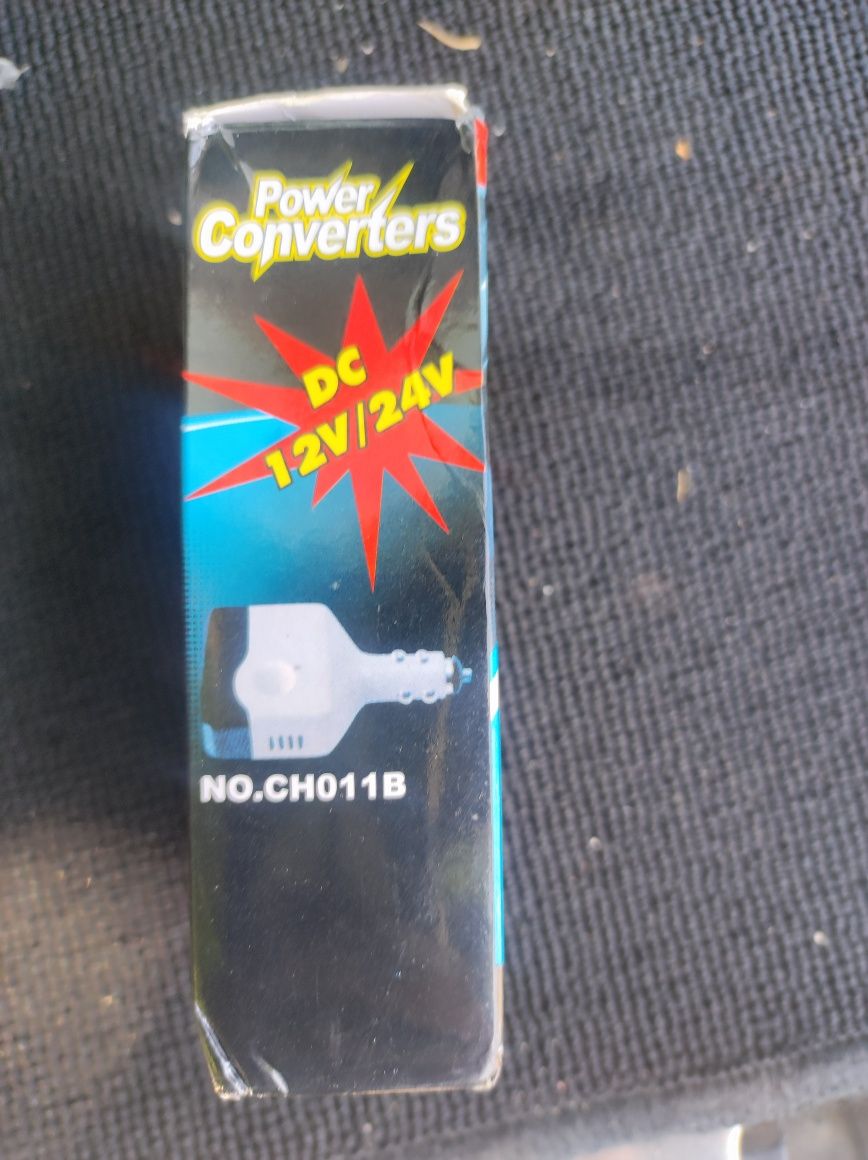 Power
Converters
DC
12V/24V
NO.CH011B